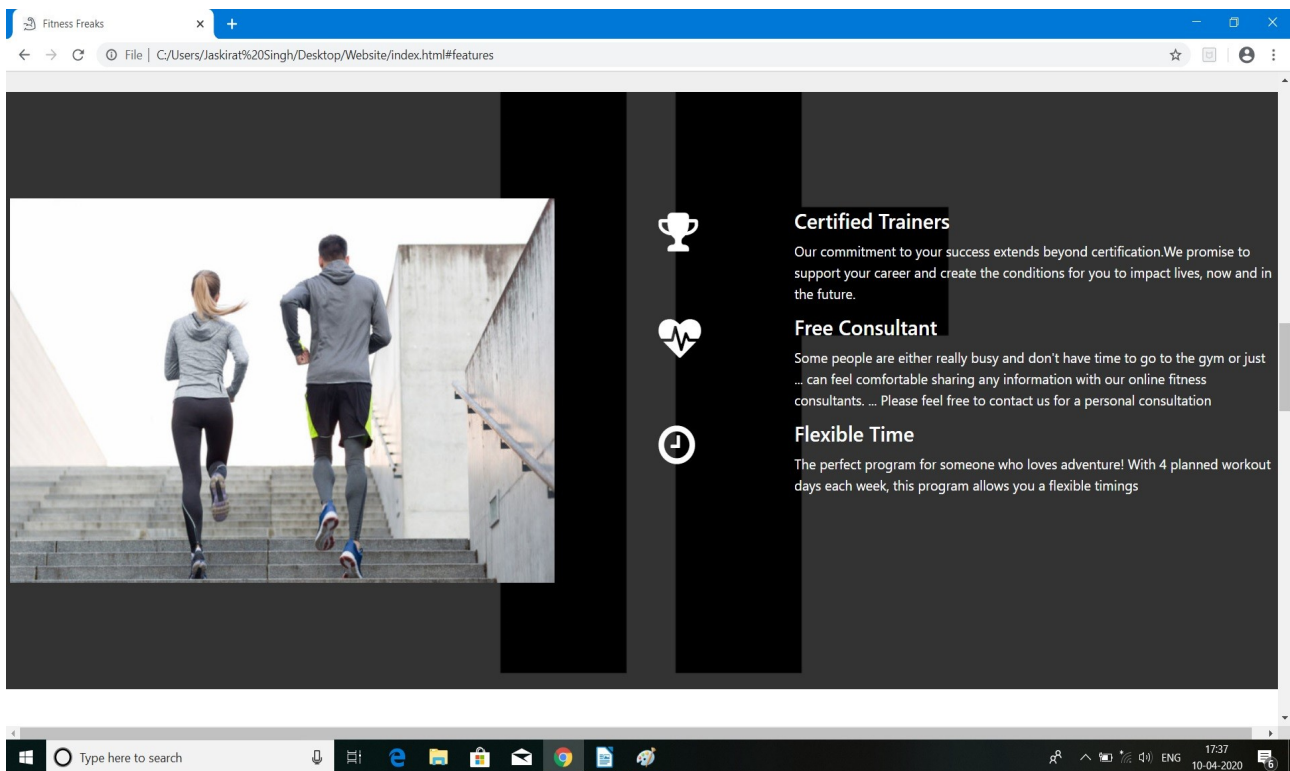 Fitness Freaks
File | C:/Users/Jaskirat%20Singh/Desktop/Website/index.html#features
Certified Trainers
Our commitment to your success extends beyond certification.We promise to
support your career and create the conditions for you to impact lives, now and in
the future.
Free Consultant
Some people are either really busy and don't have time to go to the gym or just
... can feel comfortable sharing any information with our online fitness
consultants. ... Please feel free to contact us for a personal consultation
Flexible Time
The perfect program for someone who loves adventure! With 4 planned workout
days each week, this program allows you a flexible timings
Type here to search
ENG
17:37
10-04-2020
6